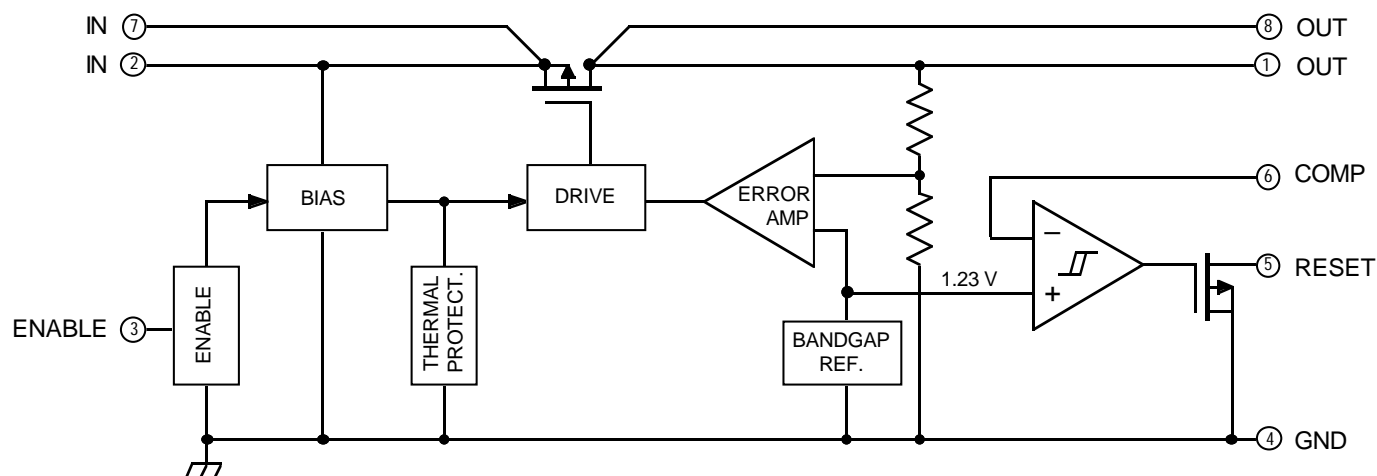 IN 7
8 OUT
IN 2
1 OUT
6 COMP
BIAS
DRIVE
ERROR
AMP
−
5 RESET
1.23 V
+
ENABLE 3
ENABLE
THERMAL
PROTECT.
BANDGAP
REF.
4 GND